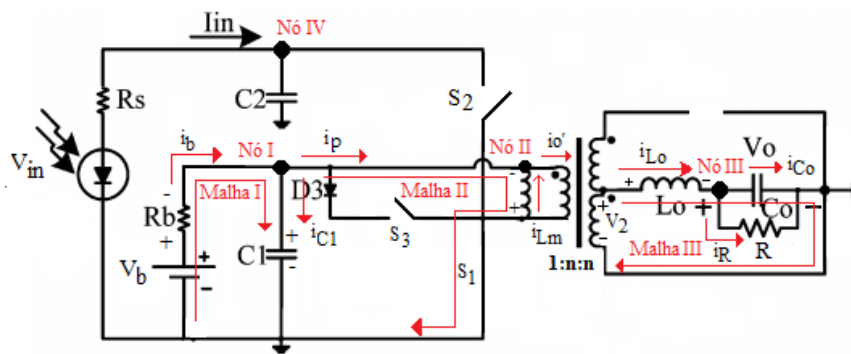 Iin
Nó IV
Rs
C2
S2
Vin
ib
Nó I
ip
Nó II
io'
iLo
Nó III
Vo
iCo
Malha I
D3
Malha II
Rb
iC1
S3
iLm
V2
Lo
Co
Vb
C1
S1
Malha III
iR
R
1:n:n